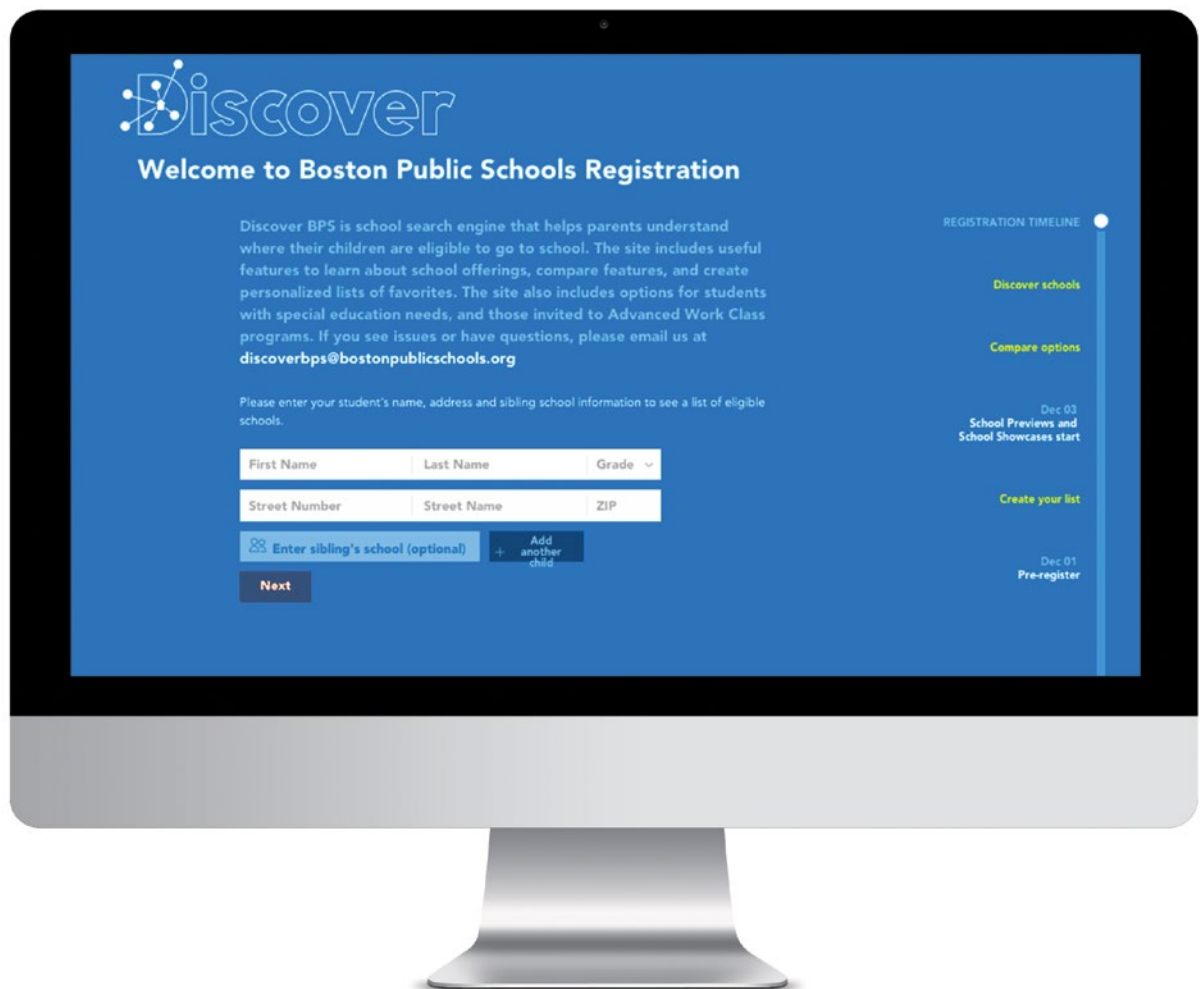 Discover
Welcome to Boston Public Schools Registration
Discover BPS is school search engine that helps parents understand
where their children are eligible to go to school. The site includes useful
features to learn about school offerings, compare features, and create
personalized lists of favorites. The site also includes options for students
with special education needs, and those invited to Advanced Work Class
programs. If you see issues or have questions, please email us at
discoverbps@bostonpublicschools.org
Please enter your student's name, address and sibling school information to see a list of eligible
schools.
First Name Last Name Grade
Street Number Street Name ZIP
Enter sibling's school (optional)
+ Add
another
child
Next
REGISTRATION TIMELINE
Discover schools
Compare options
Dec 03
School Previews and
School Showcases start
Create your list
Dec 01
Pre-register